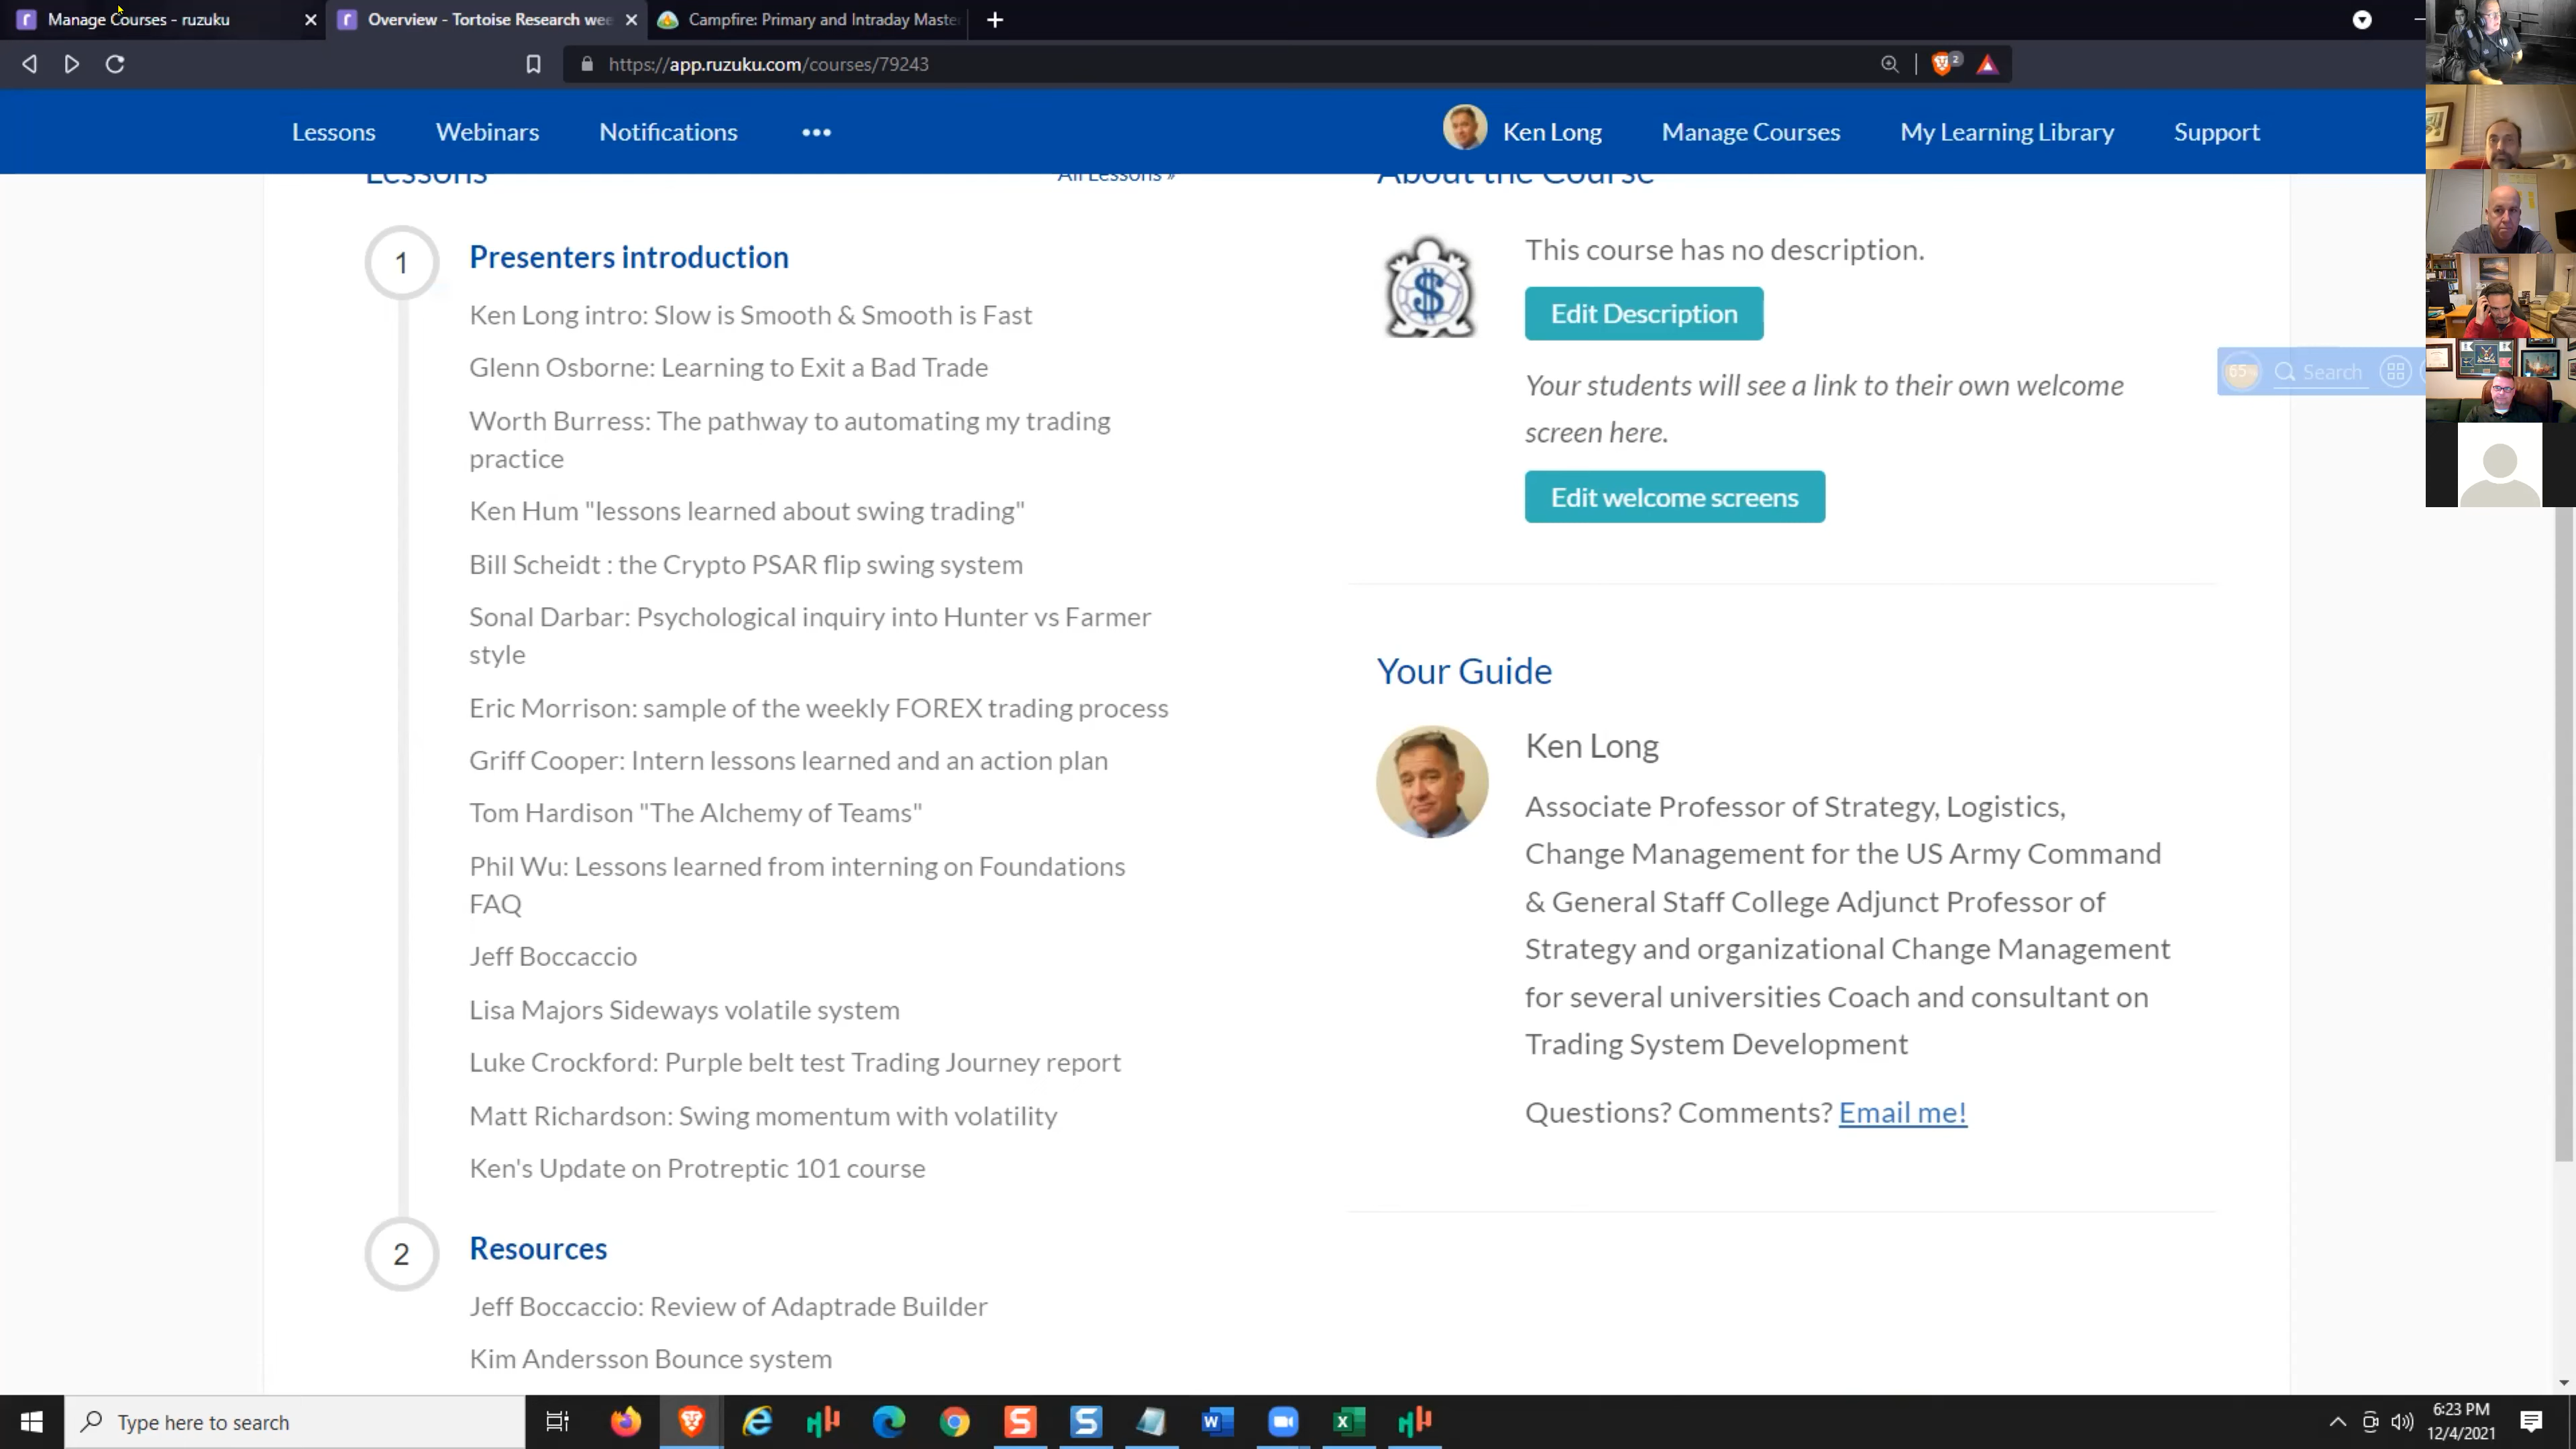 Manage Courses - ruzuku
Overview - Tortoise Research wee
Campfire: Primary and Intraday Maste
https://app.ruzuku.com/courses/79243
2
Lessons
Webinars
Notifications
Ken Long
Manage Courses
My Learning Library
Support
Lessons
All Lessons »
About the Course
1
Presenters introduction
Ken Long intro: Slow is Smooth & Smooth is Fast
Glenn Osborne: Learning to Exit a Bad Trade
Worth Burress: The pathway to automating my trading
practice
Ken Hum "lessons learned about swing trading"
Bill Scheidt : the Crypto PSAR flip swing system
Sonal Darbar: Psychological inquiry into Hunter vs Farmer
style
Eric Morrison: sample of the weekly FOREX trading process
Griff Cooper: Intern lessons learned and an action plan
Tom Hardison "The Alchemy of Teams"
Phil Wu: Lessons learned from interning on Foundations
FAQ
Jeff Boccaccio
Lisa Majors Sideways volatile system
Luke Crockford: Purple belt test Trading Journey report
Matt Richardson: Swing momentum with volatility
Ken's Update on Protreptic 101 course
2
Resources
Jeff Boccaccio: Review of Adaptrade Builder
Kim Andersson Bounce system
$
This course has no description.
Edit Description
Your students will see a link to their own welcome
screen here.
Edit welcome screens
65%
Search
Your Guide
Ken Long
Associate Professor of Strategy, Logistics,
Change Management for the US Army Command
& General Staff College Adjunct Professor of
Strategy and organizational Change Management
for several universities Coach and consultant on
Trading System Development
Questions? Comments? Email me!
Type here to search
6:23 PM
12/4/2021